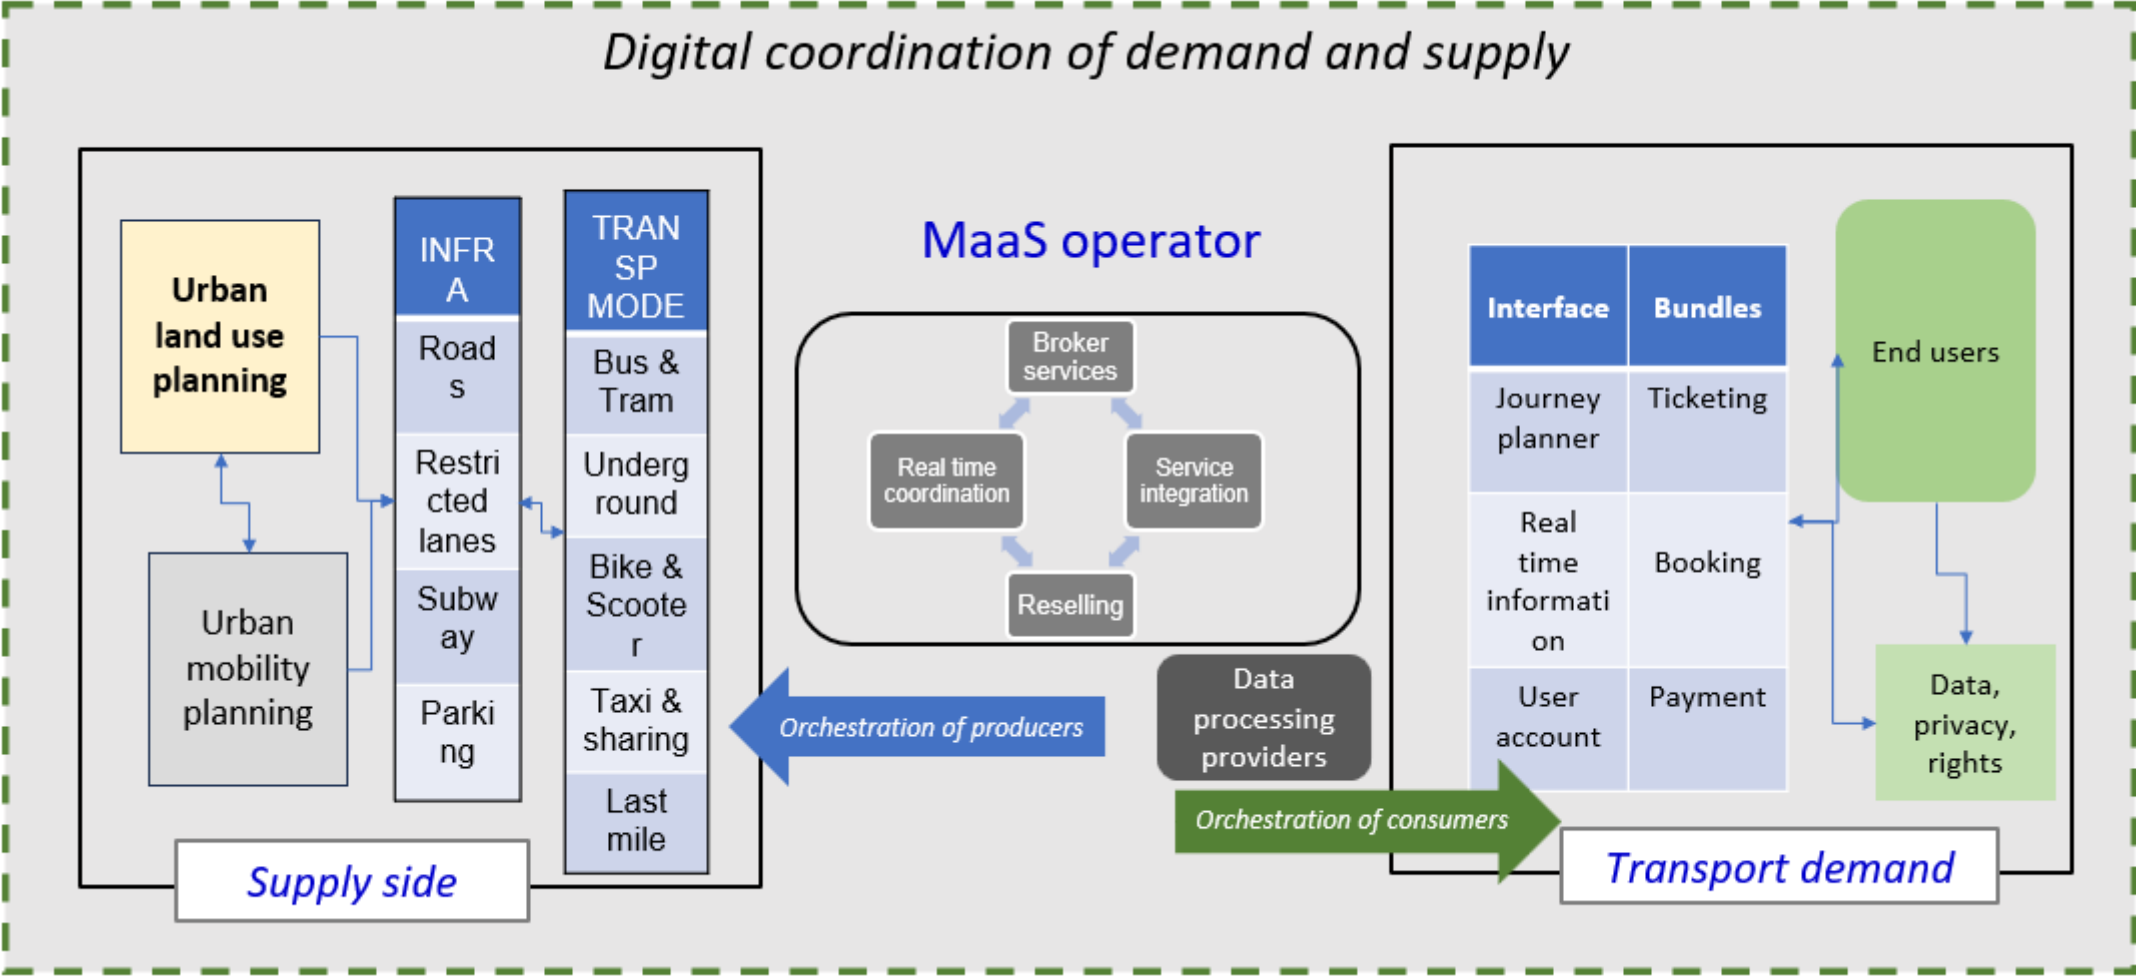 Digital coordination of demand and supply
Urban
land use
planning
Urban
mobility
planning
INFR
A
Road
s
Restri
cted
lanes
Subw
ay
Parki
ng
TRAN
SP
MODE
Bus &
Tram
Underg
round
Bike &
Scoote
r
Taxi &
sharing
Last
mile
Supply side
MaaS operator
Broker
services
Real time
coordination
Service
integration
Reselling
Orchestration of producers
Data
processing
providers
Orchestration of consumers
Interface
Bundles
Journey
planner
Ticketing
Real
time
informati
on
Booking
User
account
Payment
End users
Data,
privacy,
rights
Transport demand